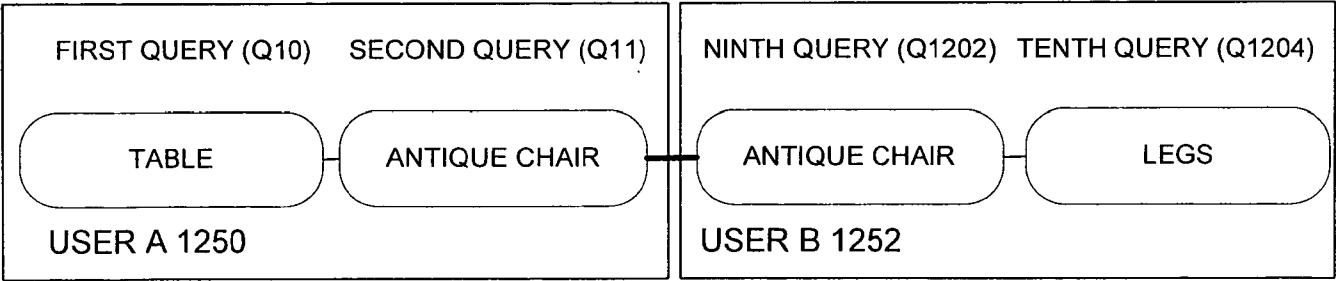 FIRST QUERY (Q10) SECOND QUERY (Q11) NINTH QUERY (Q1202) TENTH QUERY (Q1204)
TABLE ANTIQUE CHAIR ANTIQUE CHAIR LEGS
USER A 1250 USER B 1252